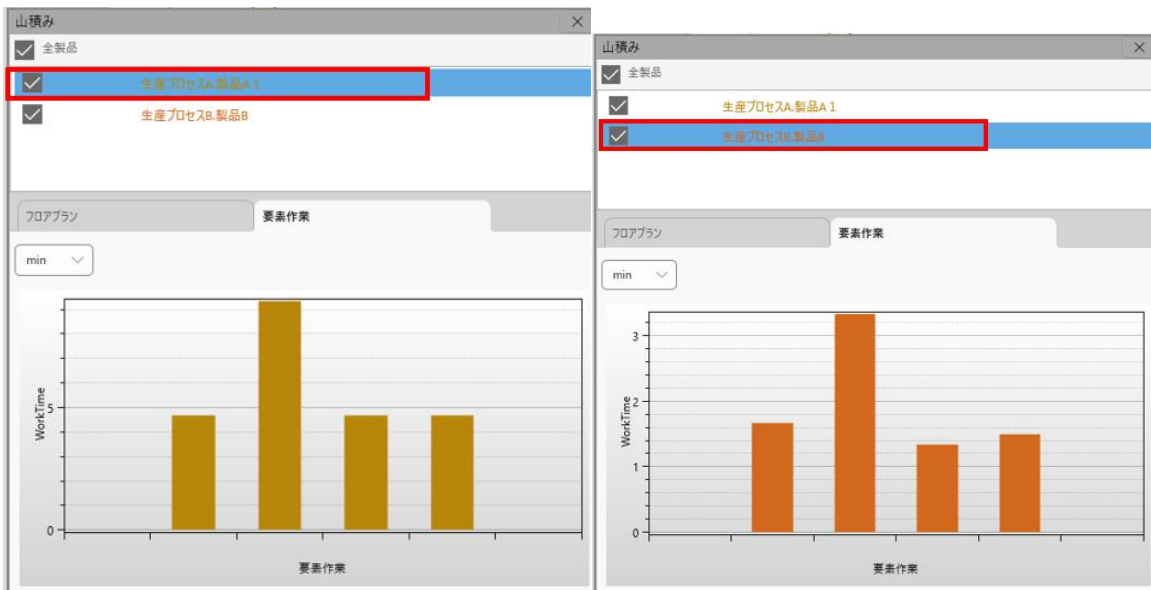 山積み
全製品
生産プロセスA.製品A 1
生産プロセスB.製品B
フロアプラン
要素作業
min
WorkTime
5
0
要素作業
山積み
全製品
生産プロセスA.製品A 1
生産プロセスB.製品B
フロアプラン
要素作業
min
WorkTime
3
2
1
0
要素作業